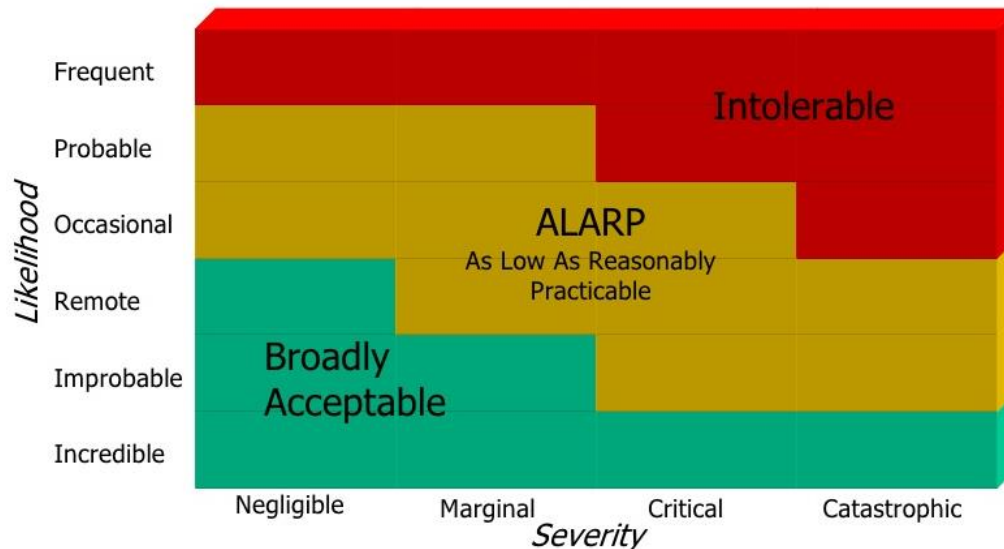 Frequent
Intolerable
Probable
Likelihood
Occasional
ALARP
As Low As Reasonably
Practicable
Remote
Broadly
Acceptable
Improbable
Incredible
Negligible
Marginal
Critical
Catastrophic
Severity